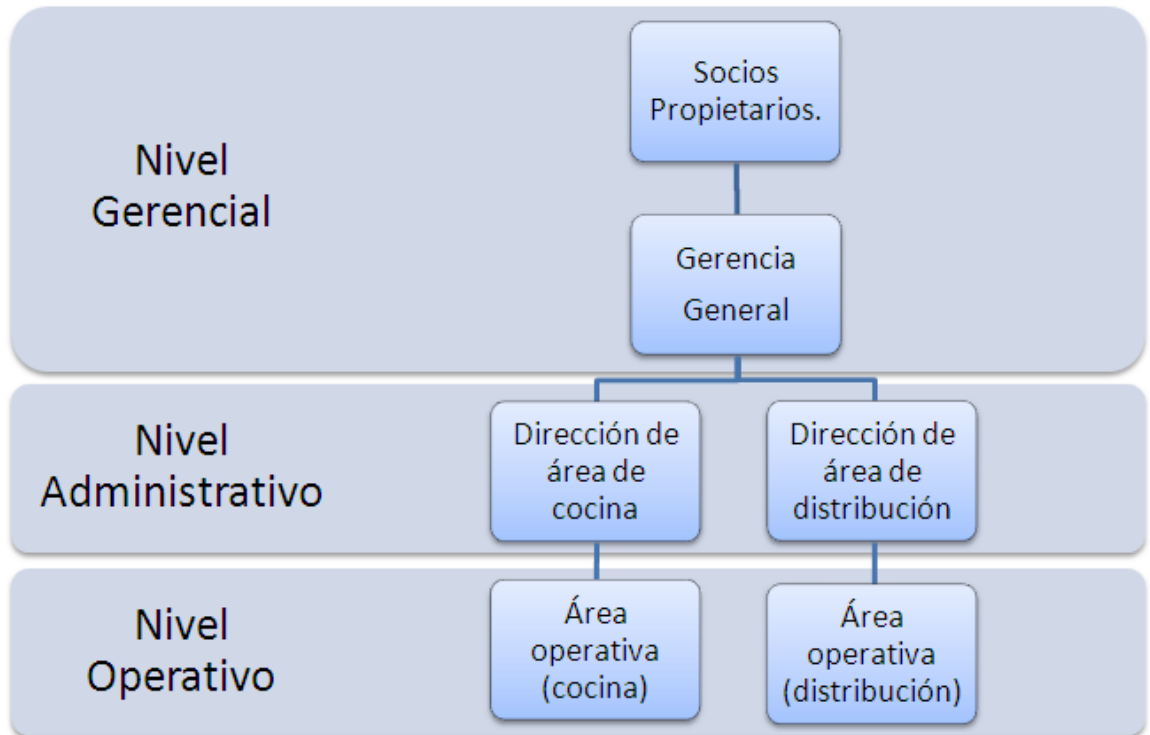 Nivel
Gerencial
Socios
Propietarios.
Gerencia
General
Nivel
Administrativo
Dirección de
área de
cocina
Dirección de
área de
distribución
Nivel
Operativo
Área
operativa
(cocina)
Área
operativa
(distribución)